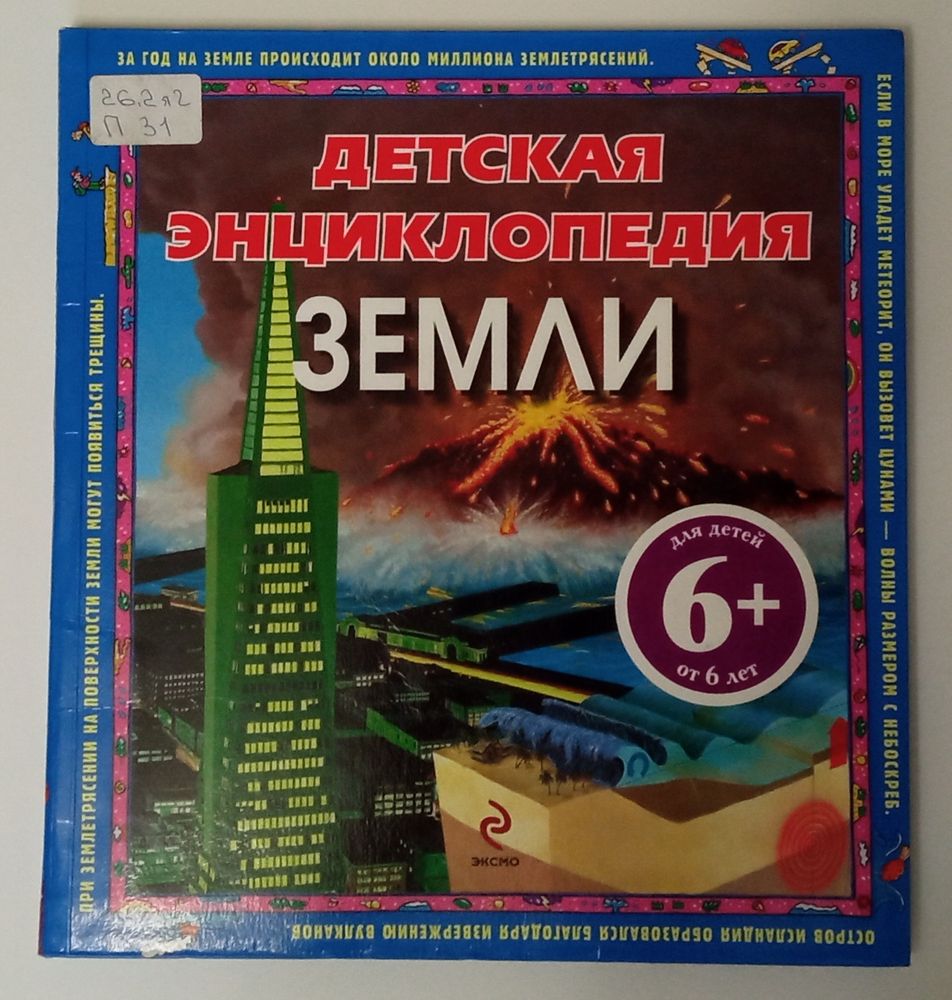 ЗА ГОД НА ЗЕМЛЕ ПРОИСХОДИТ ОКОЛО МИЛЛИОНА ЗЕМЛЕТРЯСЕНИЙ.
26.2я2
П 31
ДЕТСКАЯ
ЭНЦИКЛОПЕДИЯ
ЗЕМЛИ
ЕСЛИ В МОРЕ УПАДЕТ МЕТЕОРИТ, ОН ВЫЗОВЕТ ЦУНАМИ — ВОЛНЫ РАЗМЕРОМ С НЕБОСКРЕБ.
для детей
6+
от 6 лет
ЭКСМО
ОСТРОВ ИСЛАНДИЯ ОБРАЗОВАЛСЯ БЛАГОДАРЯ ИЗВЕРЖЕНИЮ ВУЛКАНОВ.
ПРИ ЗЕМЛЕТРЯСЕНИИ НА ПОВЕРХНОСТИ ЗЕМЛИ МОГУТ ПОЯВИТЬСЯ ТРЕЩИНЫ.